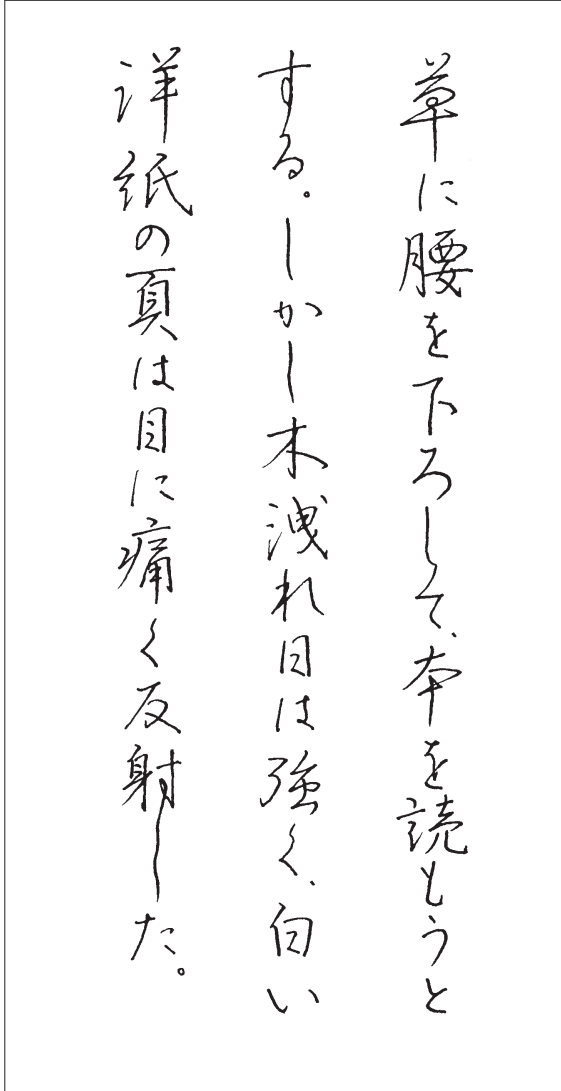 草に腰を下ろして、本を読もうと
する。しかし木洩れ日は強く、白い
洋紙の頁は目に痛く反射した。